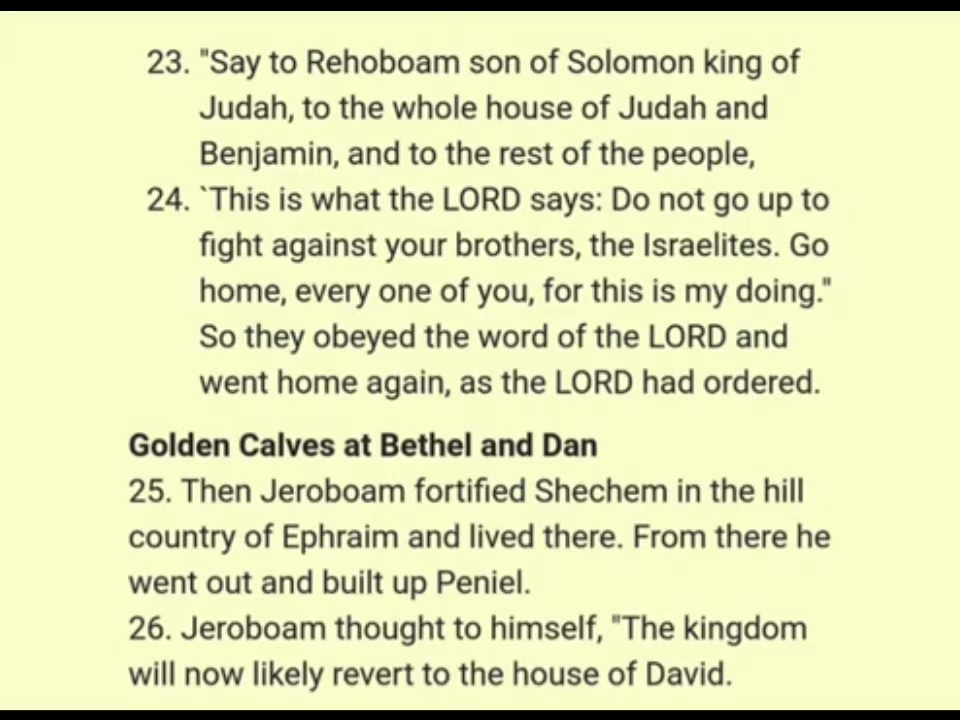 23. "Say to Rehoboam son of Solomon king of
Judah, to the whole house of Judah and
Benjamin, and to the rest of the people,
24. `This is what the LORD says: Do not go up to
fight against your brothers, the Israelites. Go
home, every one of you, for this is my doing."
So they obeyed the word of the LORD and
went home again, as the LORD had ordered.
Golden Calves at Bethel and Dan
25. Then Jeroboam fortified Shechem in the hill
country of Ephraim and lived there. From there he
went out and built up Peniel.
26. Jeroboam thought to himself, "The kingdom
will now likely revert to the house of David.